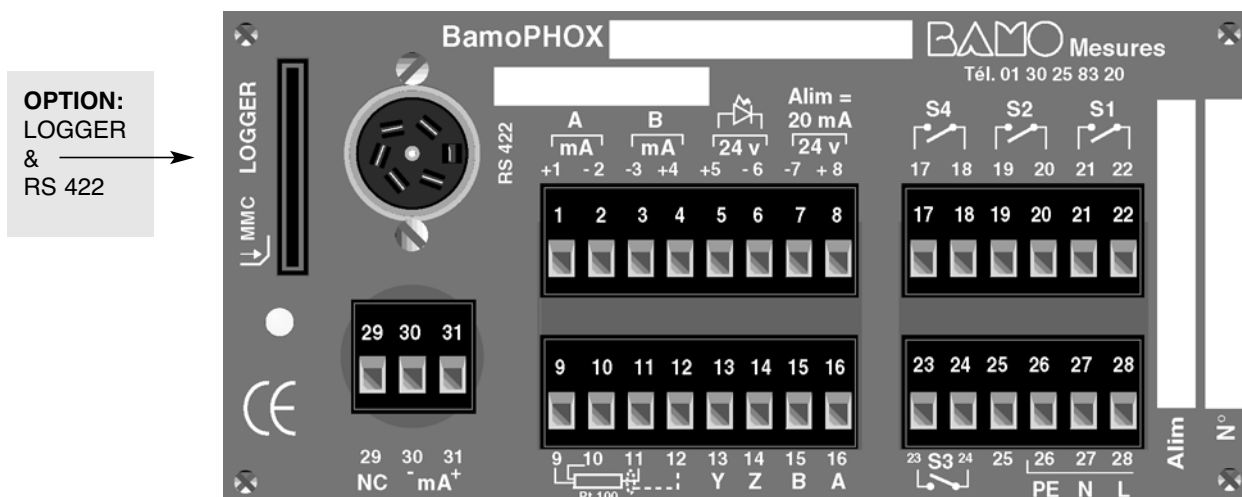 OPTION:
LOGGER
&
RS 422
MMC LOGGER
BamoPHOX
BAMO Mesures
Tél. 01 30 25 83 20
RS 422
A B Alim =
20 mA
mA mA 24 v 24 v
+1 -2 -3 +4 +5 -6 -7 +8
1 2 3 4 5 6 7 8
S4 S2 S1
17 18 19 20 21 22
17 18 19 20 21 22
29 30 31
29 30 31
NC - mA +
CE
9 10 11 12 13 14 15 16
9 10 11 12 13 14 15 16
Pt 100 Y Z B A
23 24 25 26 27 28
23 S3 24 25 26 27 28
PE N L
Alim
N°